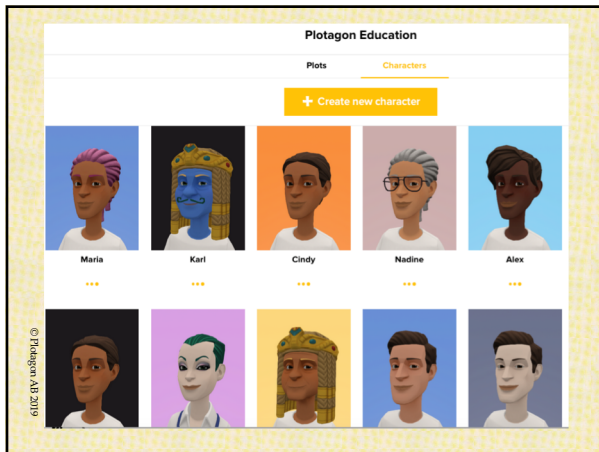 Plotagon Education
Plots Characters
+ Create new character
Maria Karl Cindy Nadine Alex
© Plotagon AB 2019